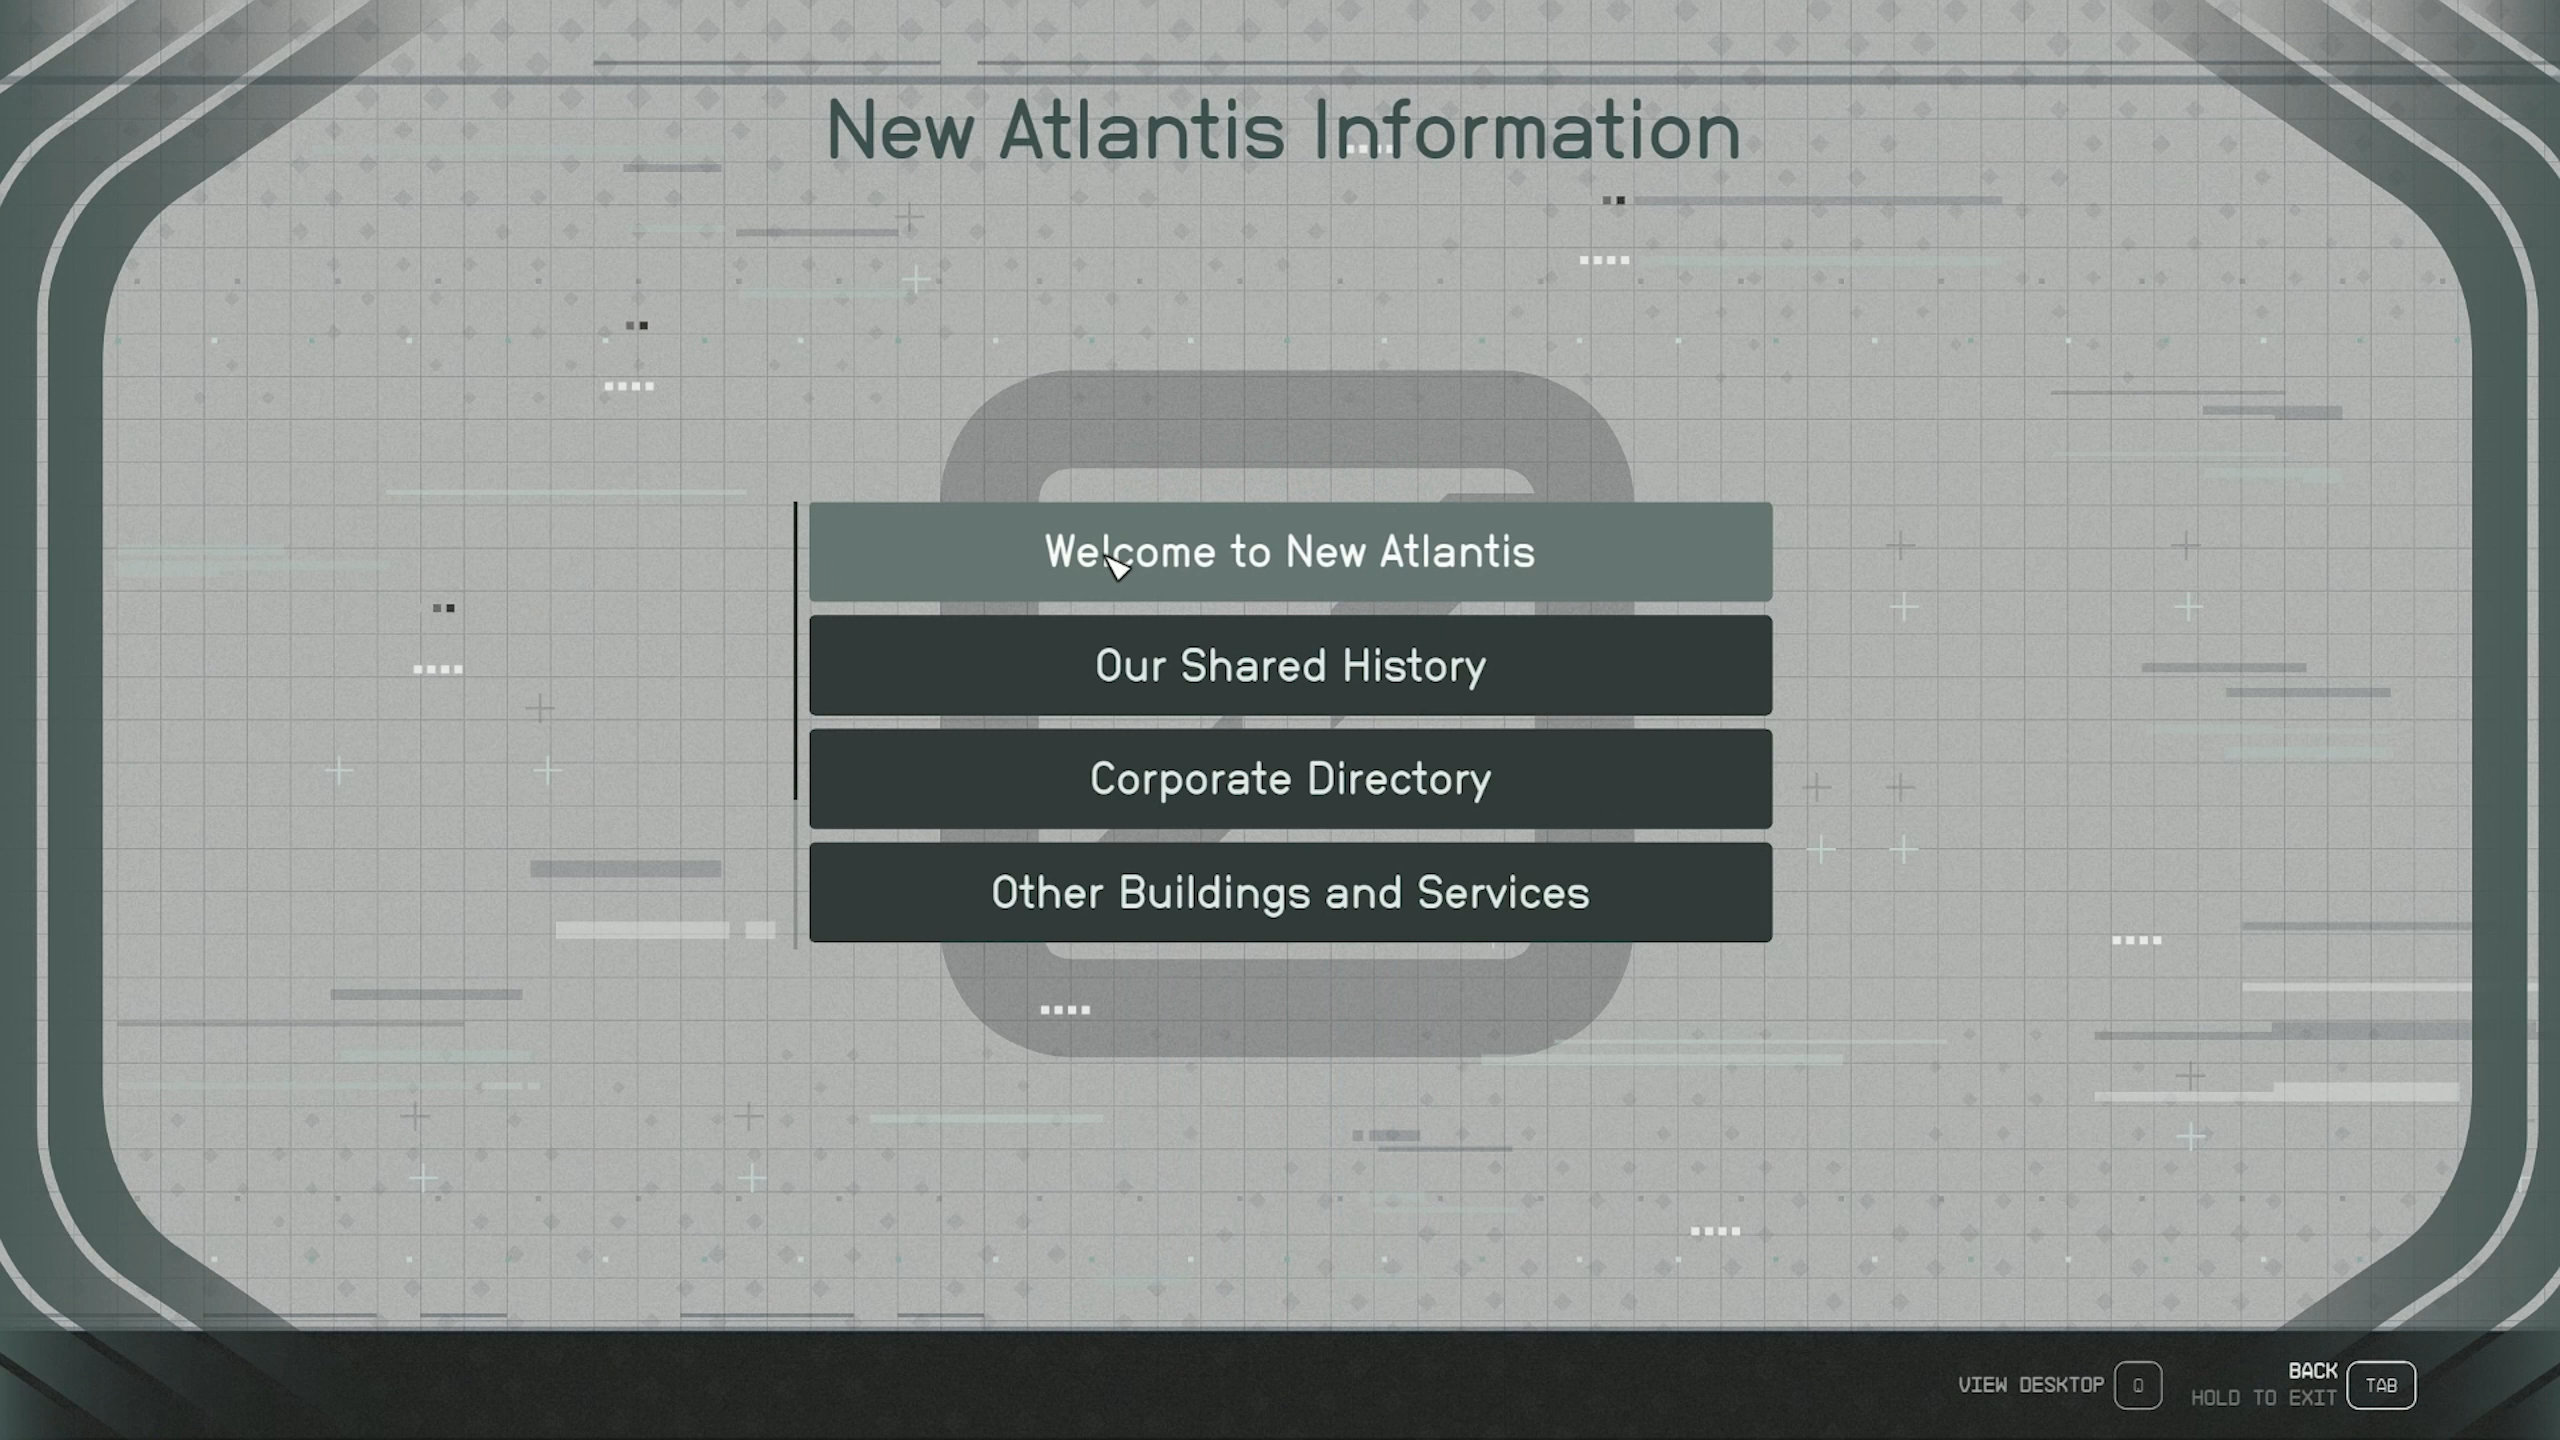 New Atlantis Information
Welcome to New Atlantis
Our Shared History
Corporate Directory
Other Buildings and Services
VIEW DESKTOP Q
BACK
HOLD TO EXIT
TAB